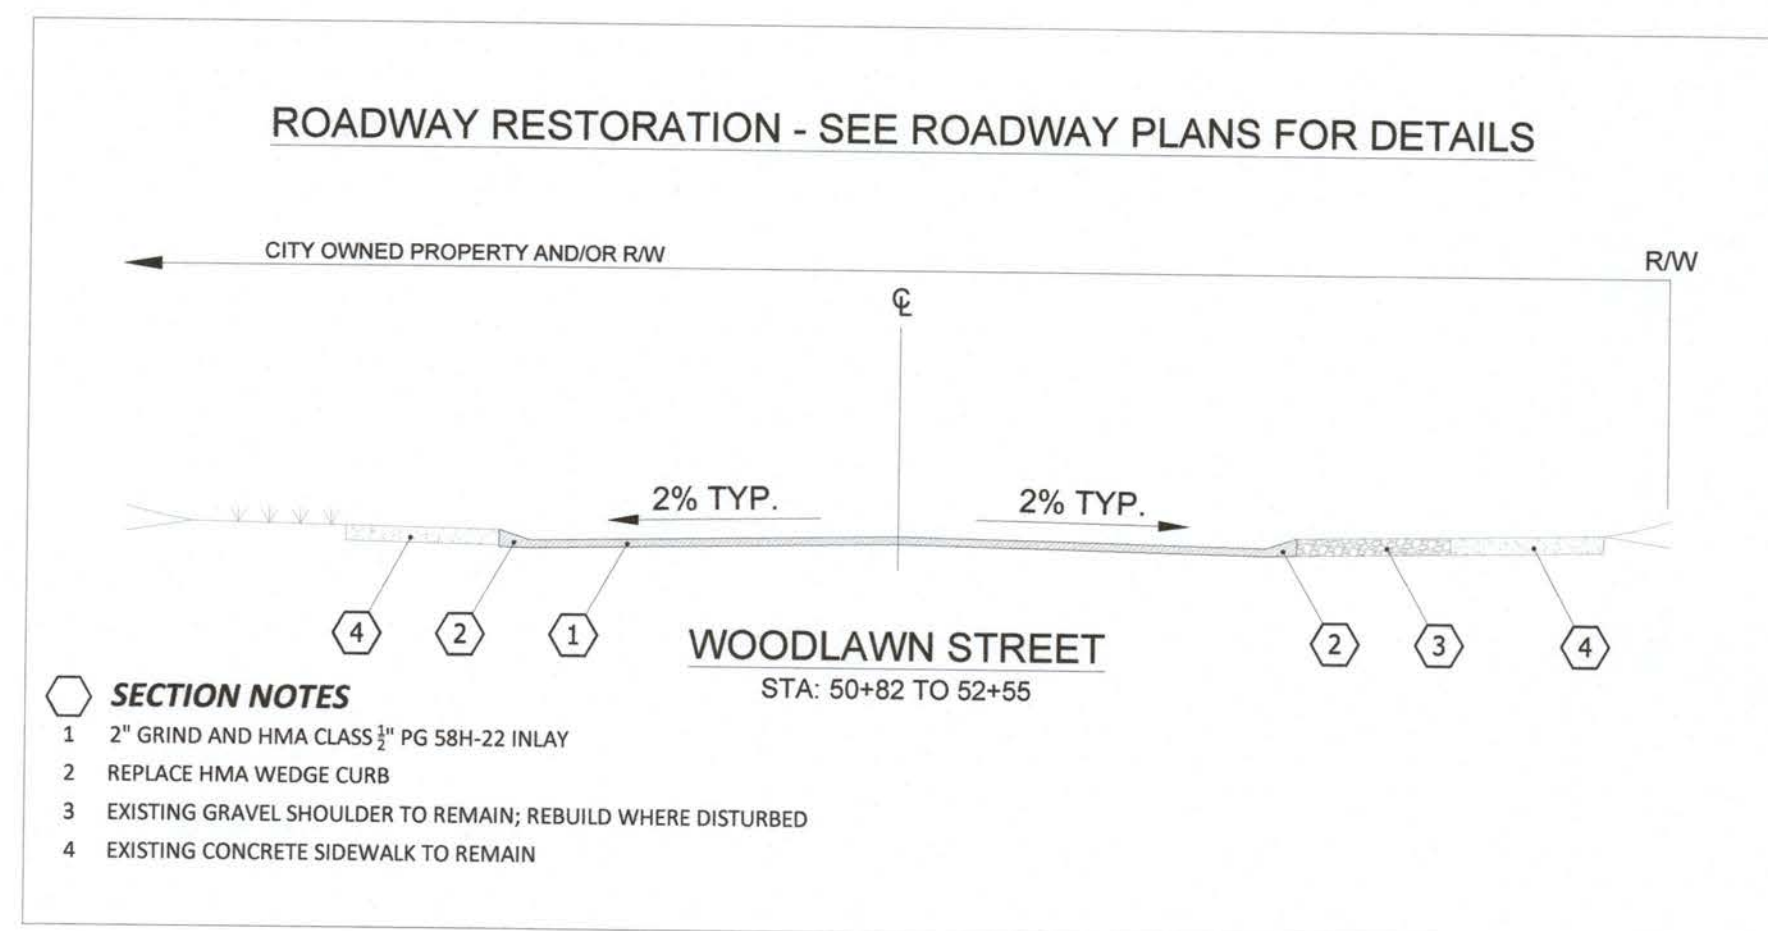 ROADWAY RESTORATION - SEE ROADWAY PLANS FOR DETAILS
CITY OWNED PROPERTY AND/OR R/W
R/W
℄
2% TYP.
2% TYP.
4
2
1
2
3
4
WOODLAWN STREET
STA: 50+82 TO 52+55
SECTION NOTES
1 2" GRIND AND HMA CLASS ½" PG 58H-22 INLAY
2 REPLACE HMA WEDGE CURB
3 EXISTING GRAVEL SHOULDER TO REMAIN; REBUILD WHERE DISTURBED
4 EXISTING CONCRETE SIDEWALK TO REMAIN